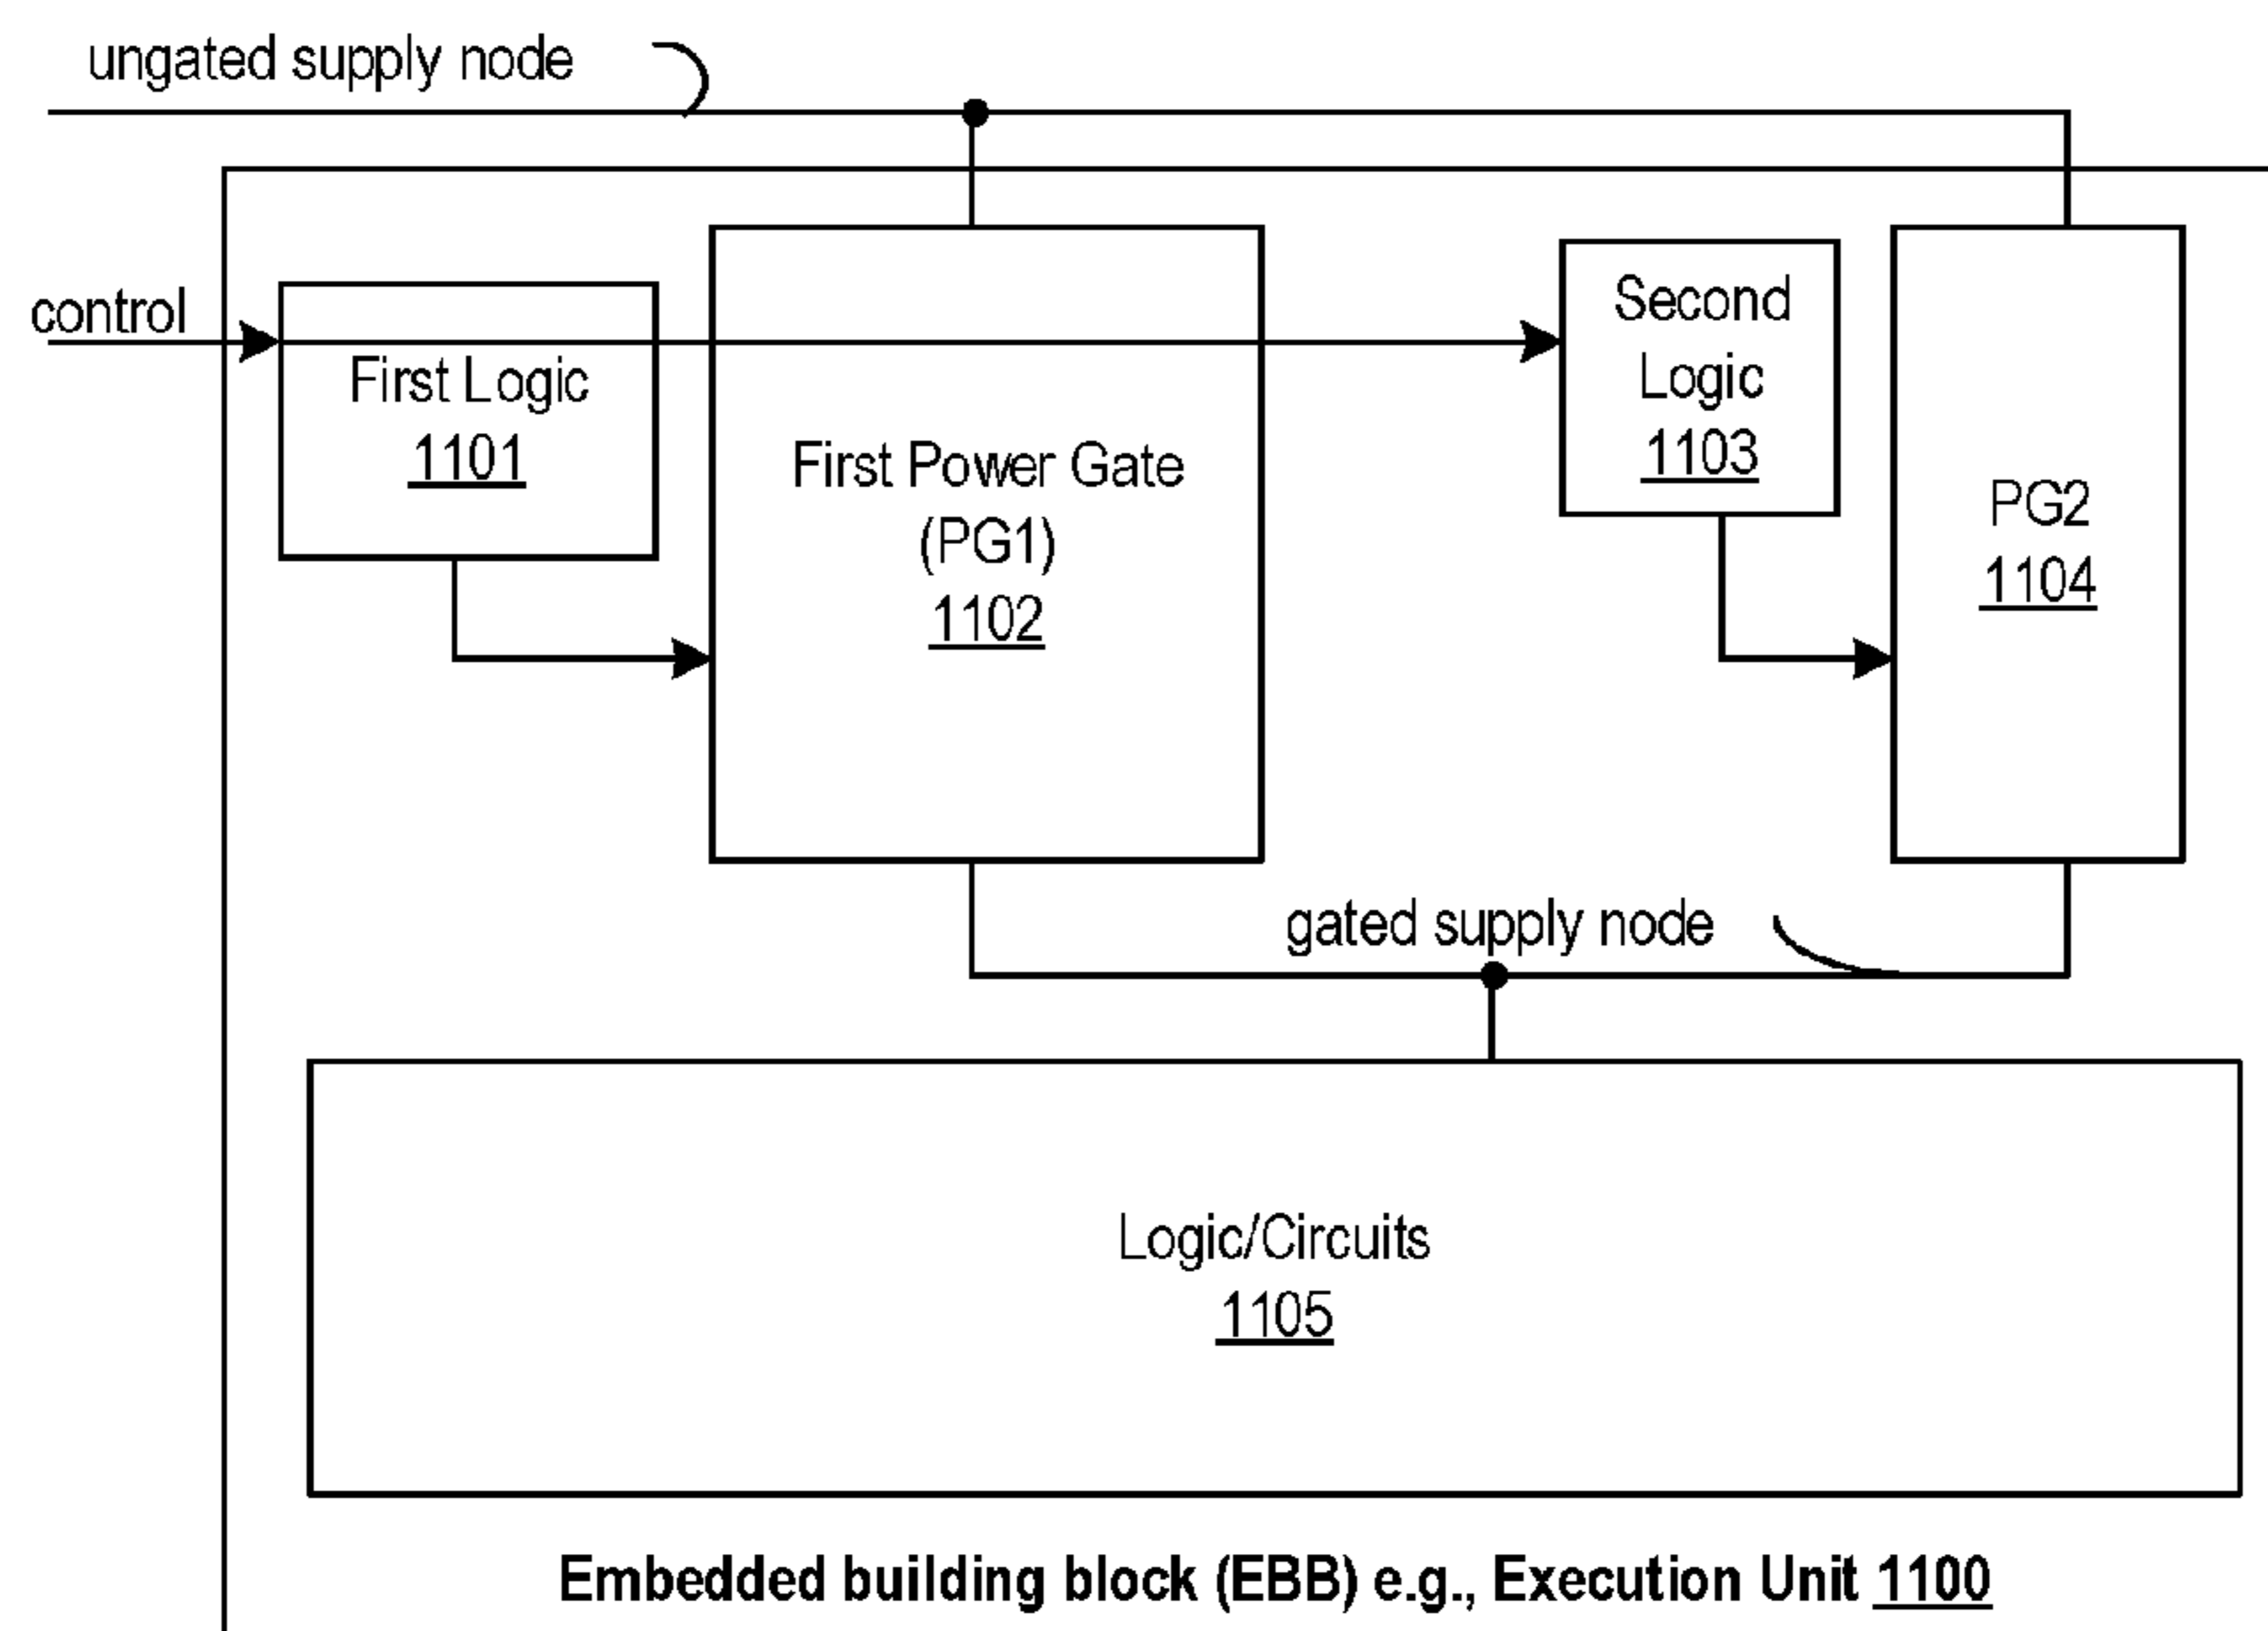 ungated supply node
control
First Logic
1101
First Power Gate
(PG1)
1102
Second
Logic
1103
PG2
1104
gated supply node
Logic/Circuits
1105
Embedded building block (EBB) e.g., Execution Unit 1100